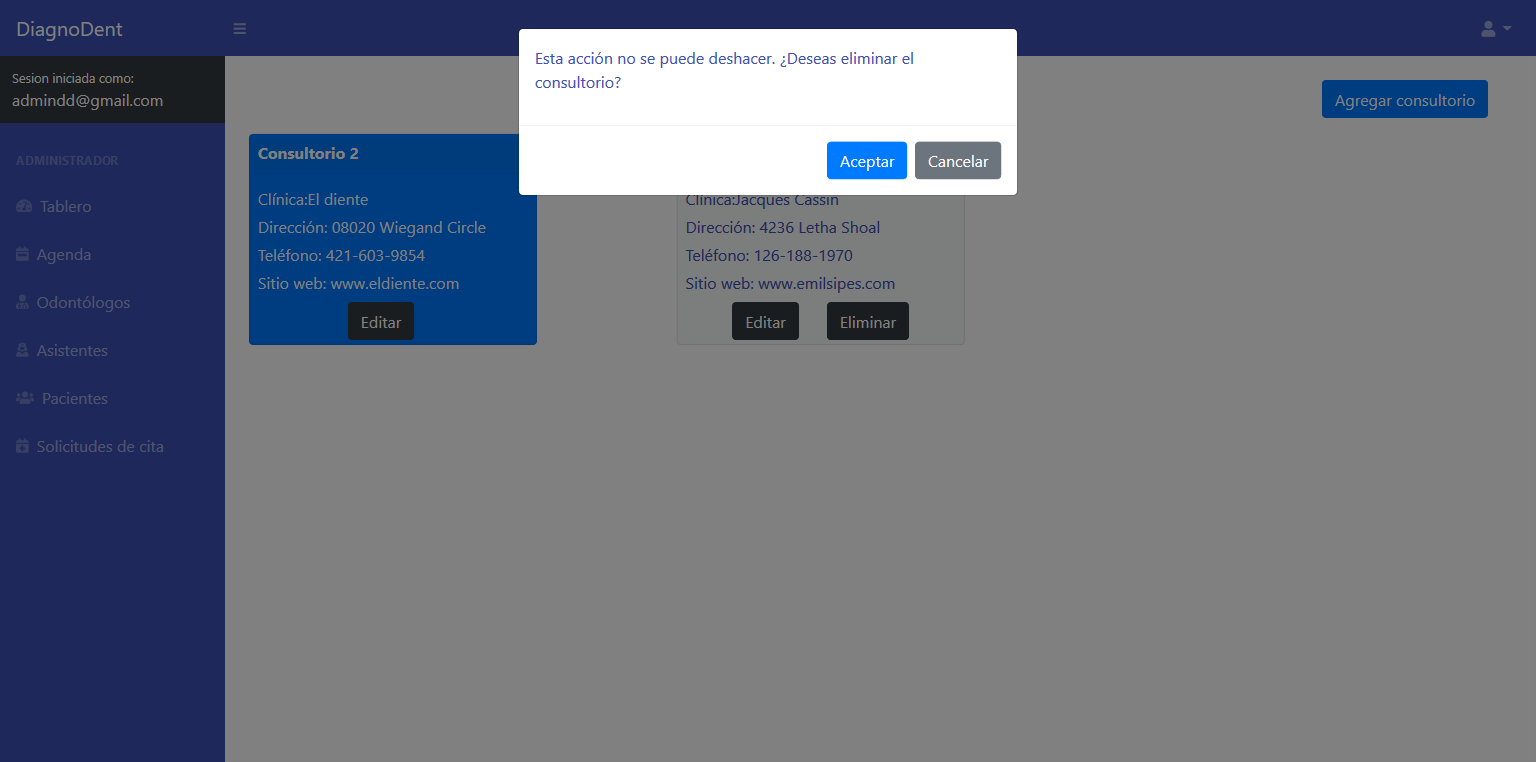 DiagnoDent
Esta acción no se puede deshacer. ¿Deseas eliminar el
consultorio?
Aceptar
Cancelar
Sesion iniciada como:
admindd@gmail.com
ADMINISTRADOR
Tablero
Agenda
Odontólogos
Asistentes
Pacientes
Solicitudes de cita
Agregar consultorio
Consultorio 2
Clínica:El diente
Dirección: 08020 Wiegand Circle
Teléfono: 421-603-9854
Sitio web: www.eldiente.com
Editar
Clínica:Jacques Cassin
Dirección: 4236 Letha Shoal
Teléfono: 126-188-1970
Sitio web: www.emilsipes.com
Editar
Eliminar